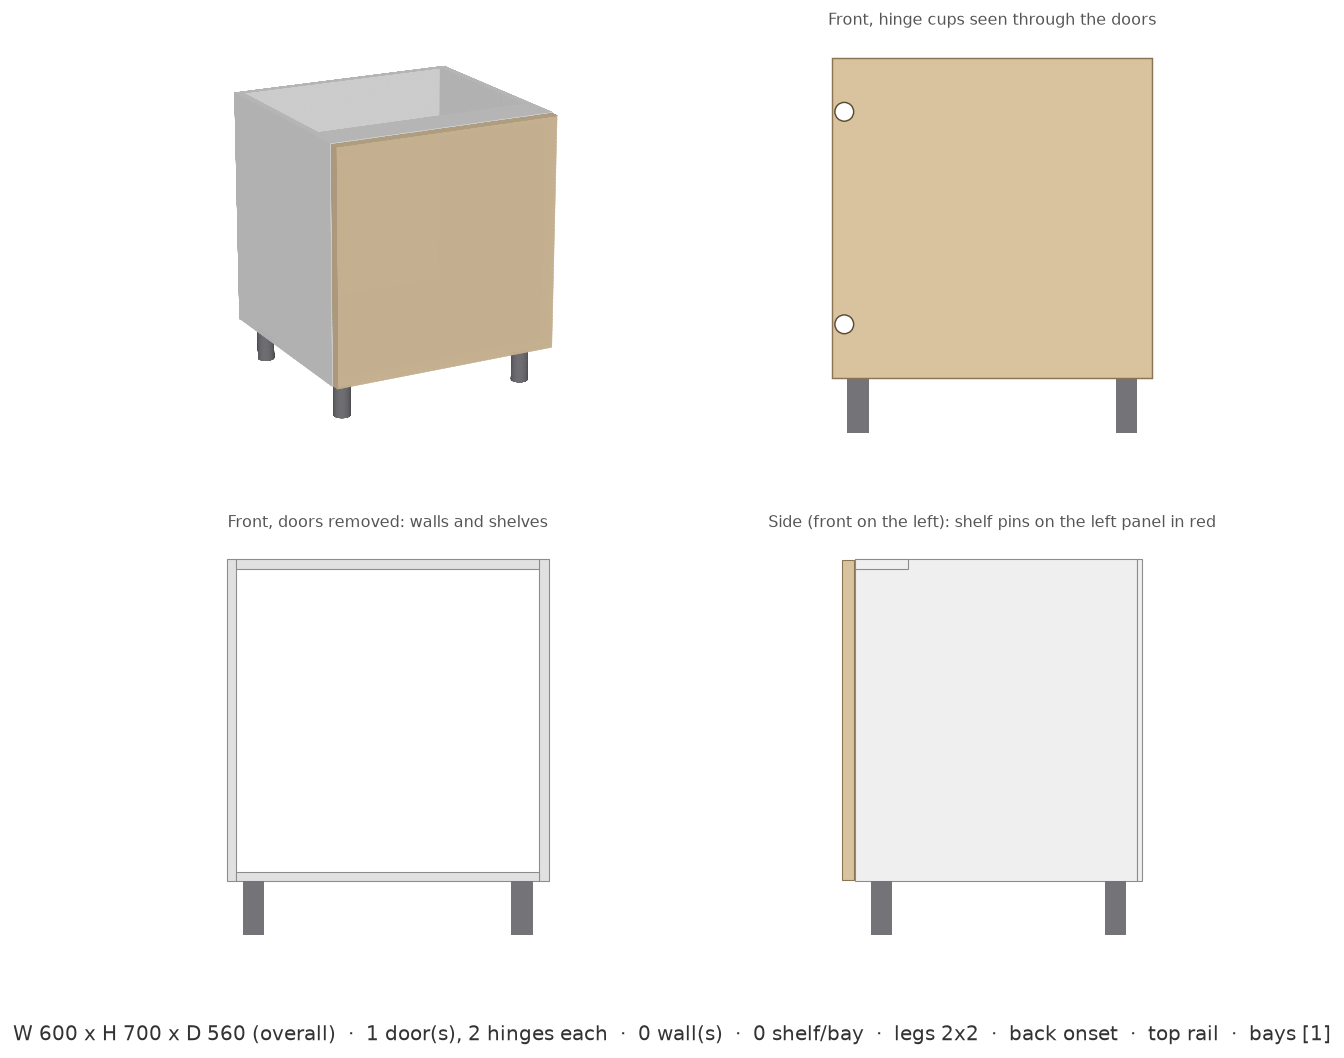 Front, hinge cups seen through the doors
Front, doors removed: walls and shelves
Side (front on the left): shelf pins on the left panel in red
W 600 x H 700 x D 560 (overall)  ·  1 door(s), 2 hinges each  ·  0 wall(s)  ·  0 shelf/bay  ·  legs 2x2  ·  back onset  ·  top rail  ·  bays [1]